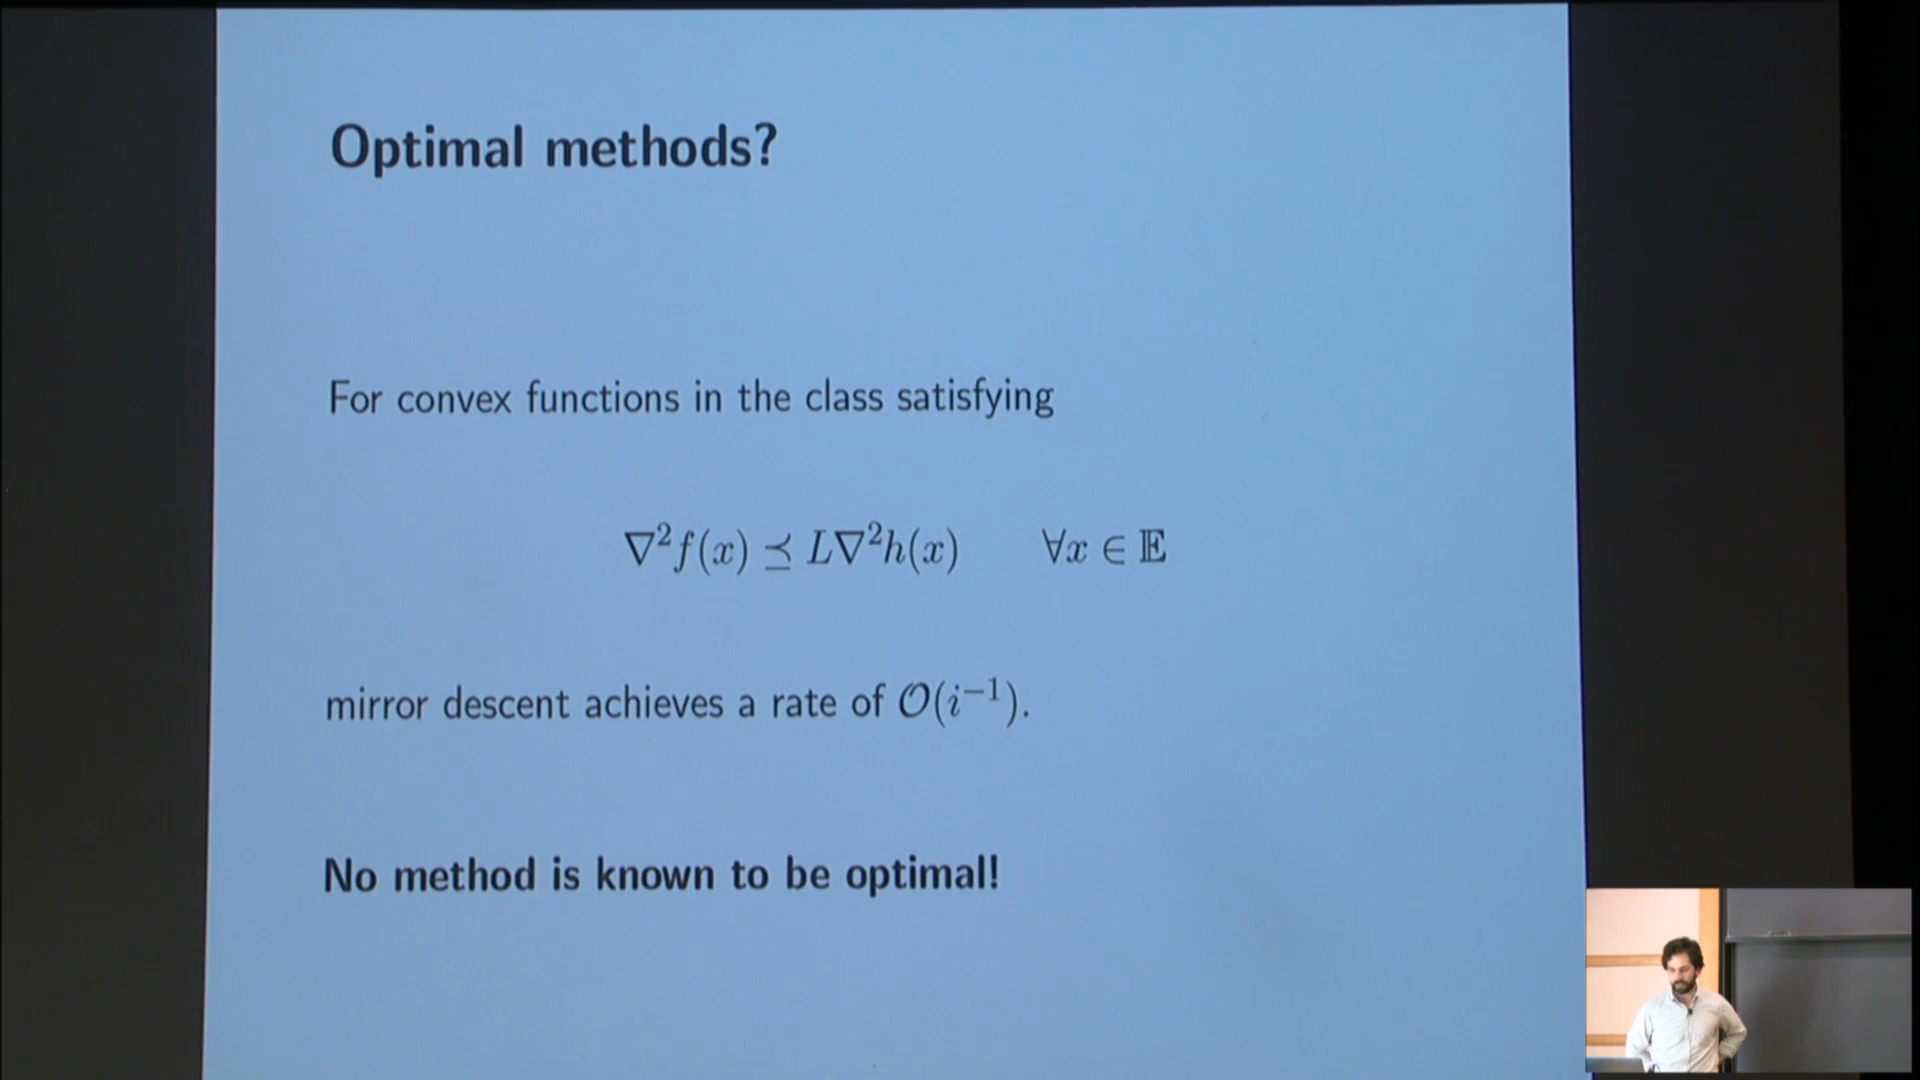 Optimal methods?
For convex functions in the class satisfying
∇²f(x) ⪯ L∇²h(x) ∀x ∈ 𝔼
mirror descent achieves a rate of 𝒪(i⁻¹).
No method is known to be optimal!